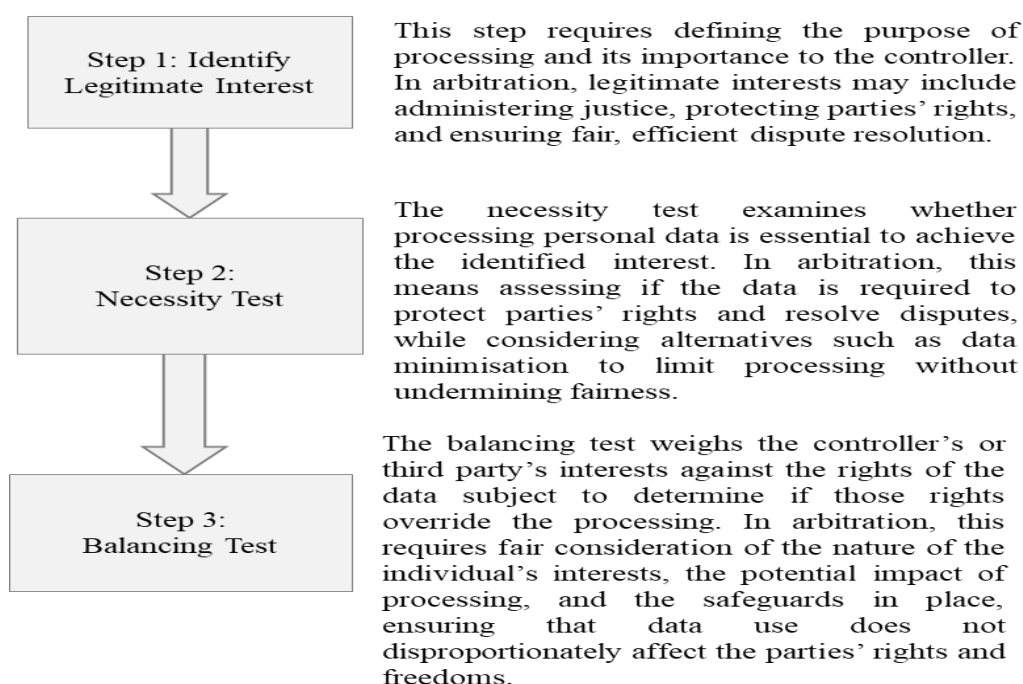 Step 1: Identify
Legitimate Interest
This step requires defining the purpose of
processing and its importance to the controller.
In arbitration, legitimate interests may include
administering justice, protecting parties’ rights,
and ensuring fair, efficient dispute resolution.
Step 2:
Necessity Test
The necessity test examines whether
processing personal data is essential to achieve
the identified interest. In arbitration, this
means assessing if the data is required to
protect parties’ rights and resolve disputes,
while considering alternatives such as data
minimisation to limit processing without
undermining fairness.
Step 3:
Balancing Test
The balancing test weighs the controller’s or
third party’s interests against the rights of the
data subject to determine if those rights
override the processing. In arbitration, this
requires fair consideration of the nature of the
individual’s interests, the potential impact of
processing, and the safeguards in place,
ensuring that data use does not
disproportionately affect the parties’ rights and
freedoms.